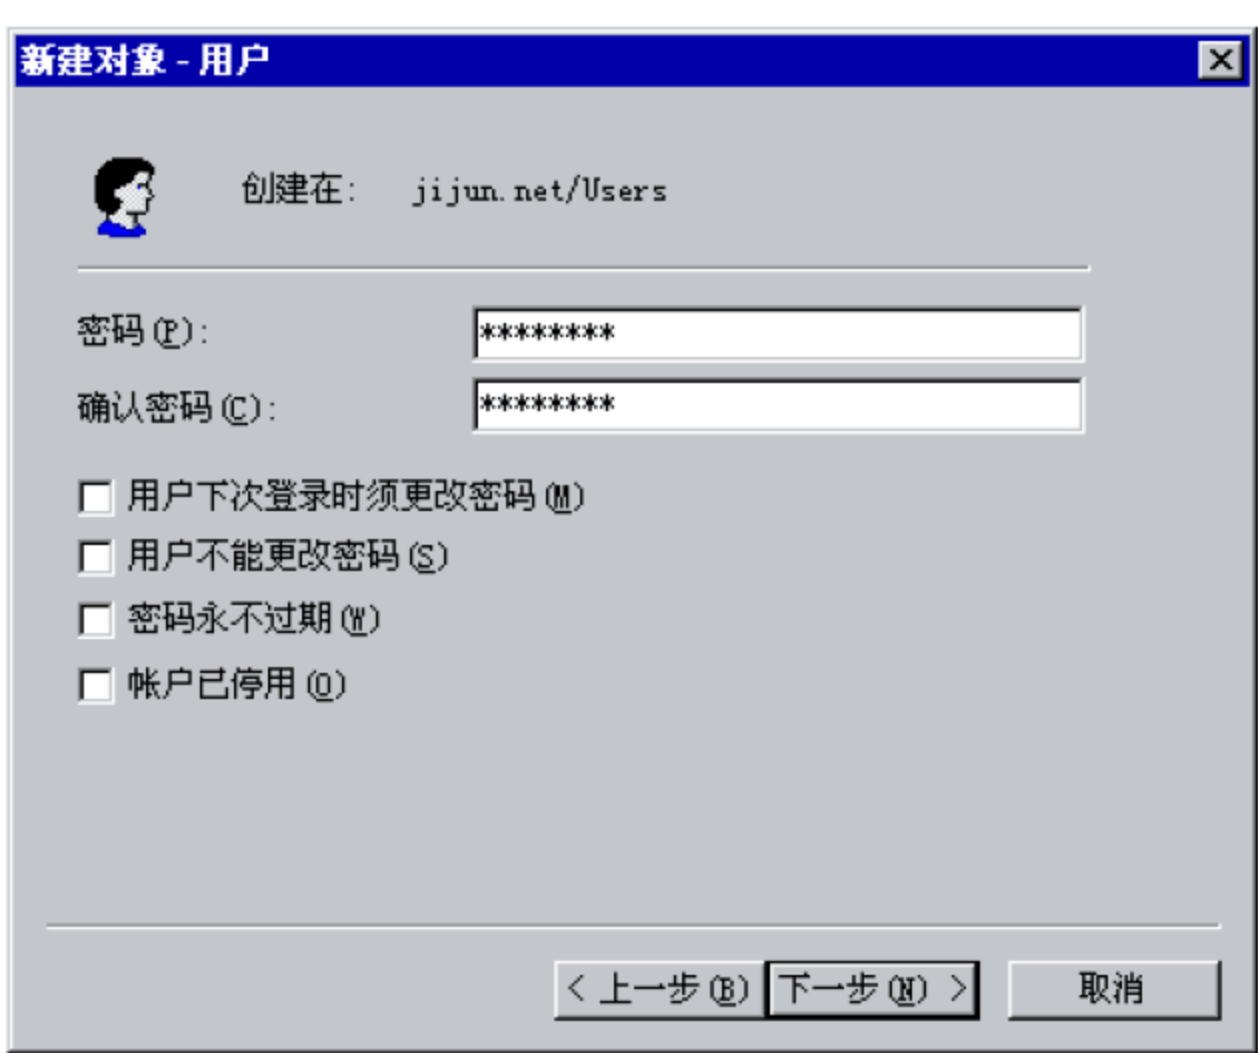 新建对象 - 用户
创建在: jijun.net/Users
密码(P): ********
确认密码(C): ********
用户下次登录时须更改密码(M)
用户不能更改密码(S)
密码永不过期(W)
帐户已停用(O)
< 上一步(B) 下一步(N) > 取消